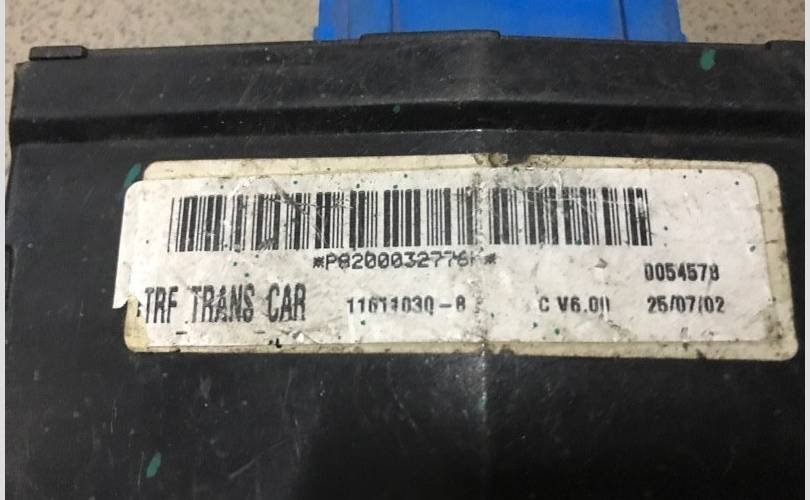 *P8200032776
0054578
TRF TRANS CAR 11611030-8 C V6.00 25/07/02